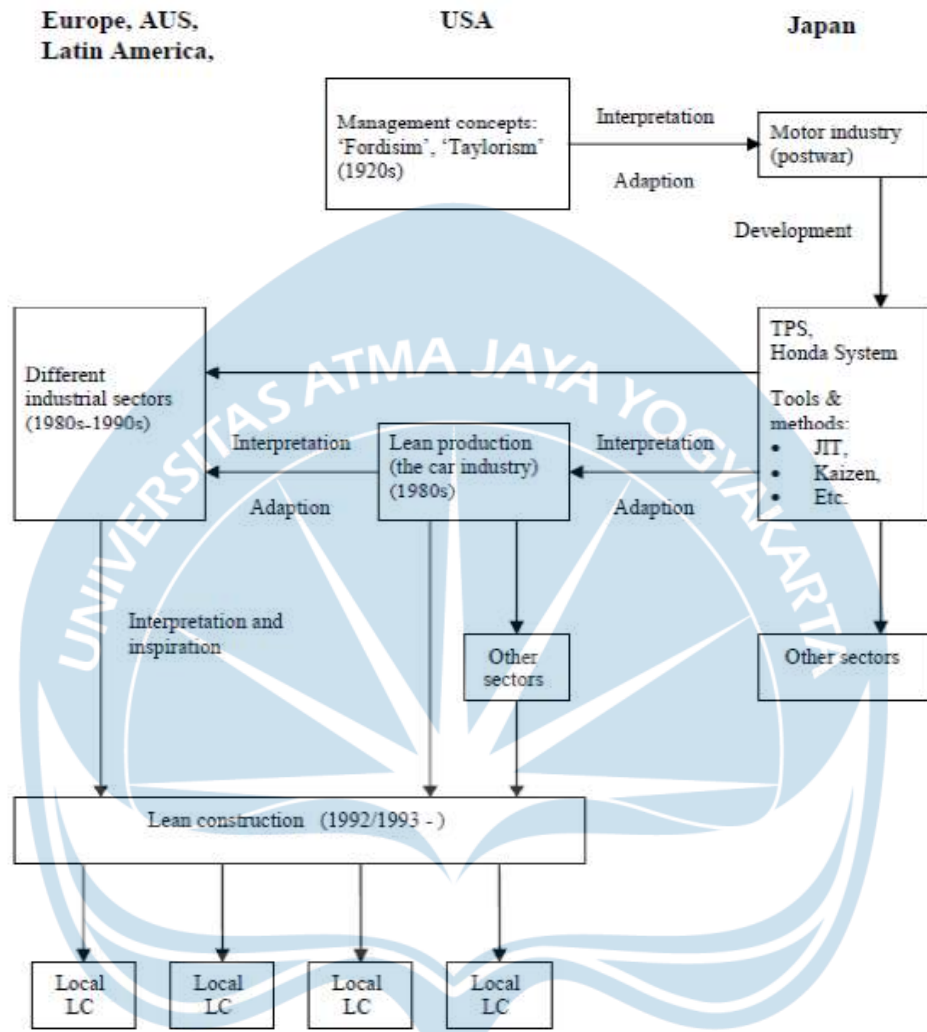 Europe, AUS,
Latin America,
USA
Japan
Management concepts:
‘Fordisim’, ‘Taylorism’
(1920s)
Interpretation
Adaption
Motor industry
(postwar)
Development
Different
industrial sectors
(1980s-1990s)
TPS,
Honda System
Tools &
methods:
• JIT,
• Kaizen,
• Etc.
Interpretation
Adaption
Lean production
(the car industry)
(1980s)
Interpretation
Adaption
Interpretation and
inspiration
Other
sectors
Other sectors
Lean construction (1992/1993 - )
Local
LC
Local
LC
Local
LC
Local
LC
UNIVERSITAS ATMA JAYA YOGYAKARTA